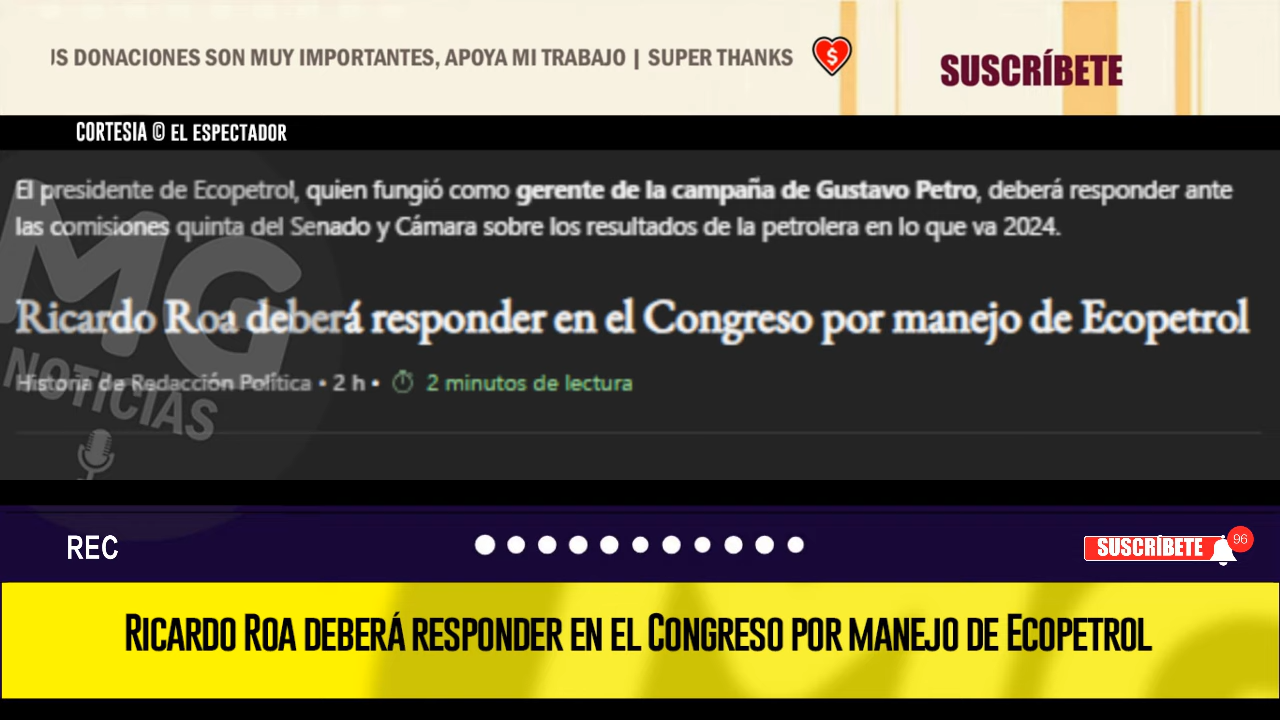 US DONACIONES SON MUY IMPORTANTES, APOYA MI TRABAJO | SUPER THANKS
$
SUSCRÍBETE
CORTESIA © EL ESPECTADOR
El presidente de Ecopetrol, quien fungió como gerente de la campaña de Gustavo Petro, deberá responder ante
las comisiones quinta del Senado y Cámara sobre los resultados de la petrolera en lo que va 2024.
MG
NOTICIAS
Ricardo Roa deberá responder en el Congreso por manejo de Ecopetrol
Historia de Redacción Política • 2 h • 2 minutos de lectura
REC
SUSCRÍBETE
96
RICARDO ROA DEBERÁ RESPONDER EN EL CONGRESO POR MANEJO DE ECOPETROL